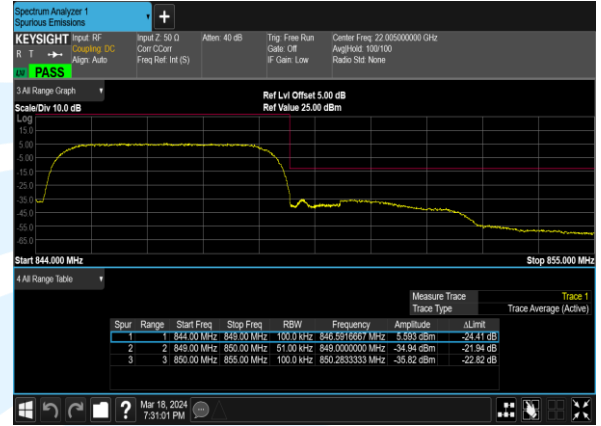 Spectrum Analyzer 1
Spurious Emissions
KEYSIGHT
R T
LXI PASS
Input: RF
Coupling: DC
Align: Auto
Input Z: 50 Ω
Corr CCorr
Freq Ref: Int (S)
Atten: 40 dB
Trig: Free Run
Gate: Off
IF Gain: Low
Center Freq: 22.005000000 GHz
Avg|Hold: 100/100
Radio Std: None
3 All Range Graph
Scale/Div 10.0 dB
Ref Lvl Offset 5.00 dB
Ref Value 25.00 dBm
Log
15.0
5.00
-5.00
-15.0
-25.0
-35.0
-45.0
-55.0
-65.0
Start 844.000 MHz
Stop 855.000 MHz
4 All Range Table
Measure Trace Trace 1
Trace Type Trace Average (Active)
Spur Range Start Freq Stop Freq RBW Frequency Amplitude ΔLimit
1 1 844.00 MHz 849.00 MHz 100.0 kHz 846.5916667 MHz 5.593 dBm -24.41 dB
2 2 849.00 MHz 850.00 MHz 51.00 kHz 849.0000000 MHz -34.94 dBm -21.94 dB
3 3 850.00 MHz 855.00 MHz 100.0 kHz 850.2833333 MHz -35.82 dBm -22.82 dB
Mar 18, 2024
7:31:01 PM